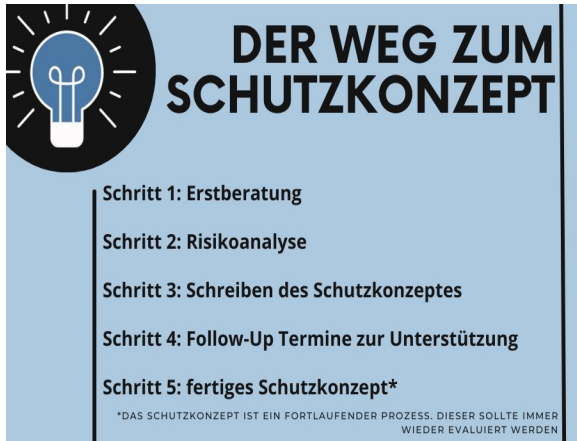 DER WEG ZUM
SCHUTZKONZEPT
Schritt 1: Erstberatung
Schritt 2: Risikoanalyse
Schritt 3: Schreiben des Schutzkonzeptes
Schritt 4: Follow-Up Termine zur Unterstützung
Schritt 5: fertiges Schutzkonzept*
*DAS SCHUTZKONZEPT IST EIN FORTLAUFENDER PROZESS. DIESER SOLLTE IMMER
WIEDER EVALUIERT WERDEN